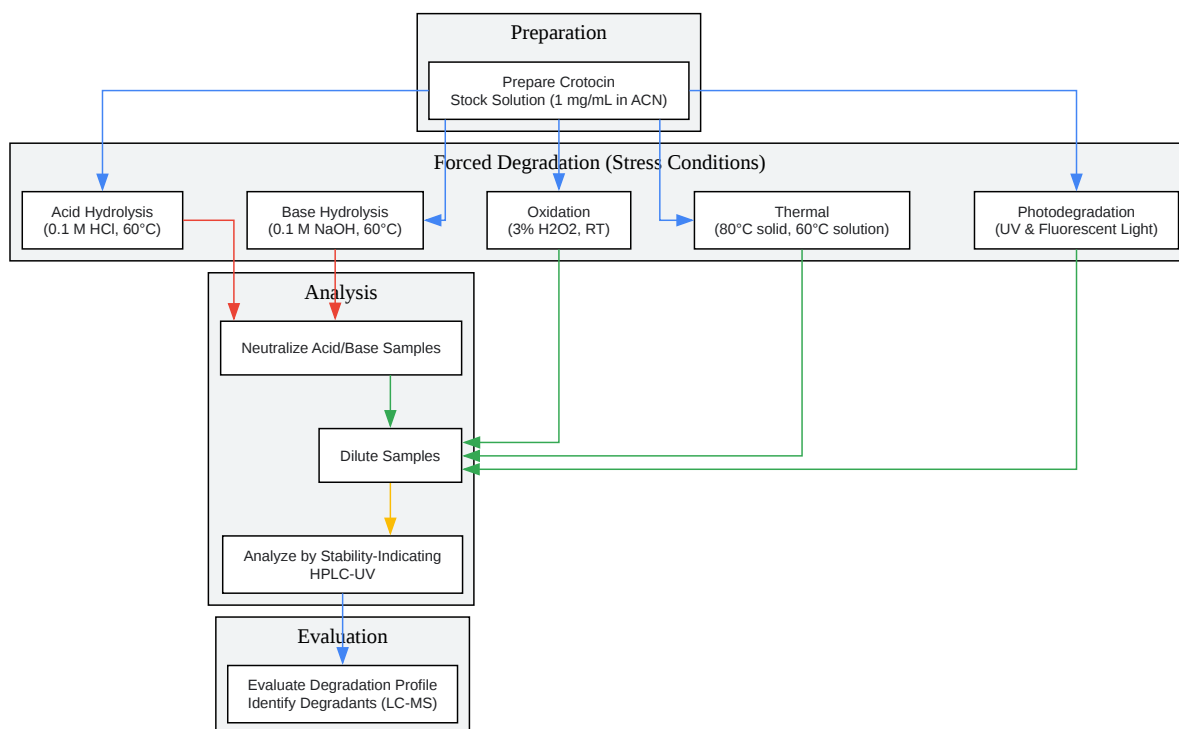 Preparation
Prepare Crotocin
Stock Solution (1 mg/mL in ACN)
Forced Degradation (Stress Conditions)
Acid Hydrolysis
(0.1 M HCl, 60°C)
Base Hydrolysis
(0.1 M NaOH, 60°C)
Oxidation
(3% H2O2, RT)
Thermal
(80°C solid, 60°C solution)
Photodegradation
(UV & Fluorescent Light)
Analysis
Neutralize Acid/Base Samples
Dilute Samples
Analyze by Stability-Indicating
HPLC-UV
Evaluation
Evaluate Degradation Profile
Identify Degradants (LC-MS)